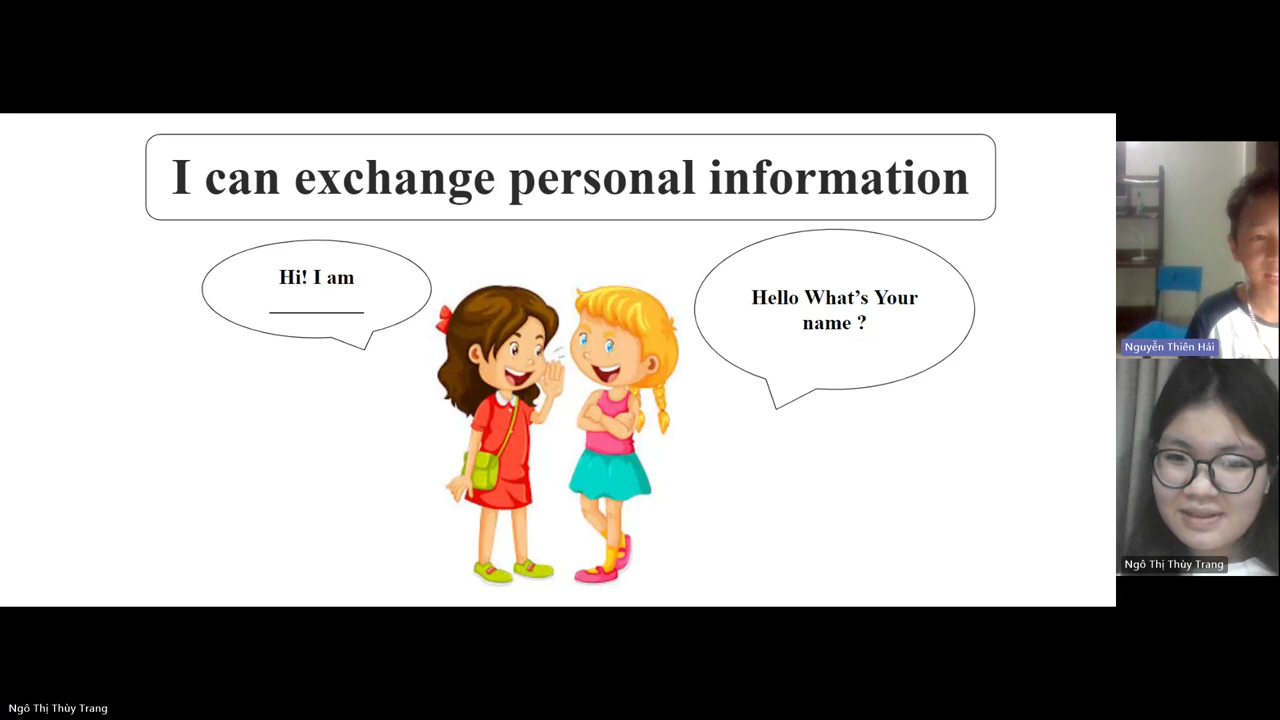 I can exchange personal information
Hi! I am
Hello What’s Your
name ?
Nguyễn Thiên Hải
Ngô Thị Thùy Trang
Ngô Thị Thùy Trang